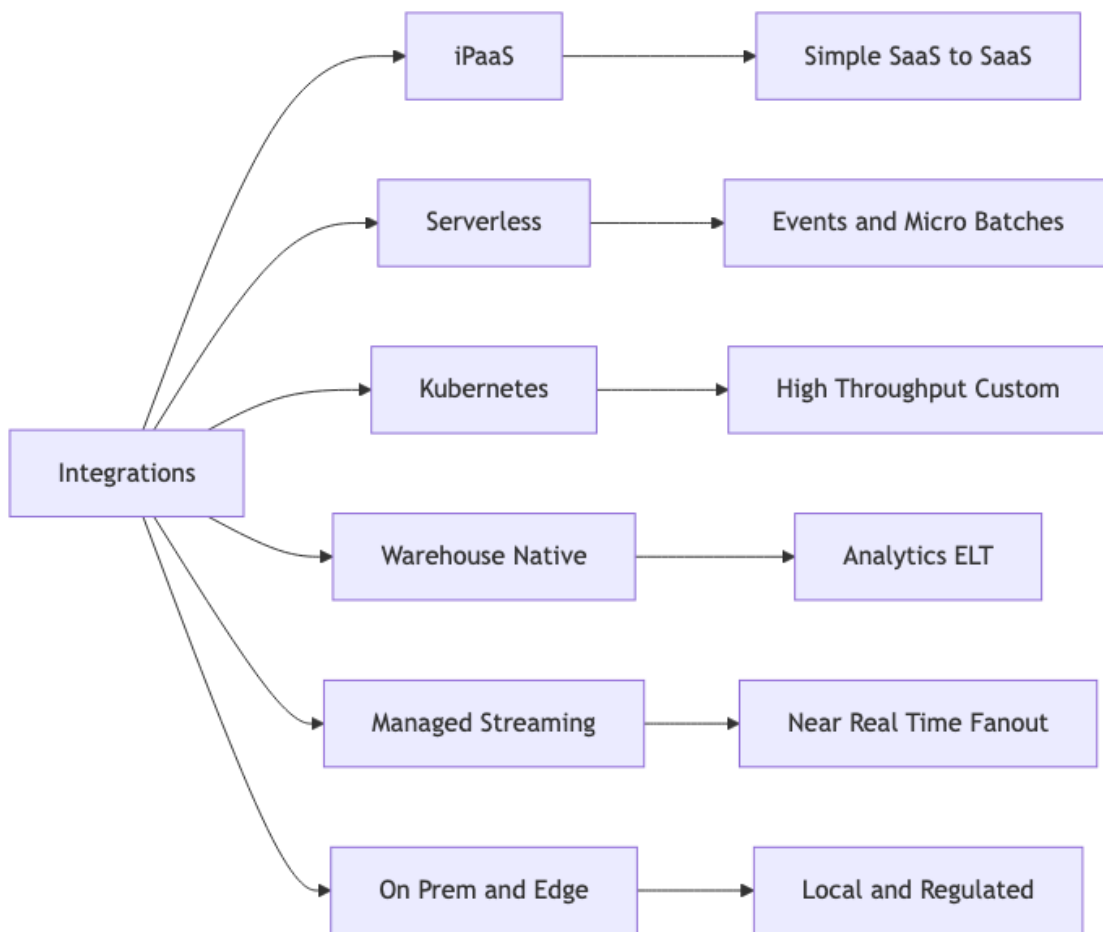 iPaaS
Simple SaaS to SaaS
Serverless
Events and Micro Batches
Kubernetes
High Throughput Custom
Integrations
Warehouse Native
Analytics ELT
Managed Streaming
Near Real Time Fanout
On Prem and Edge
Local and Regulated